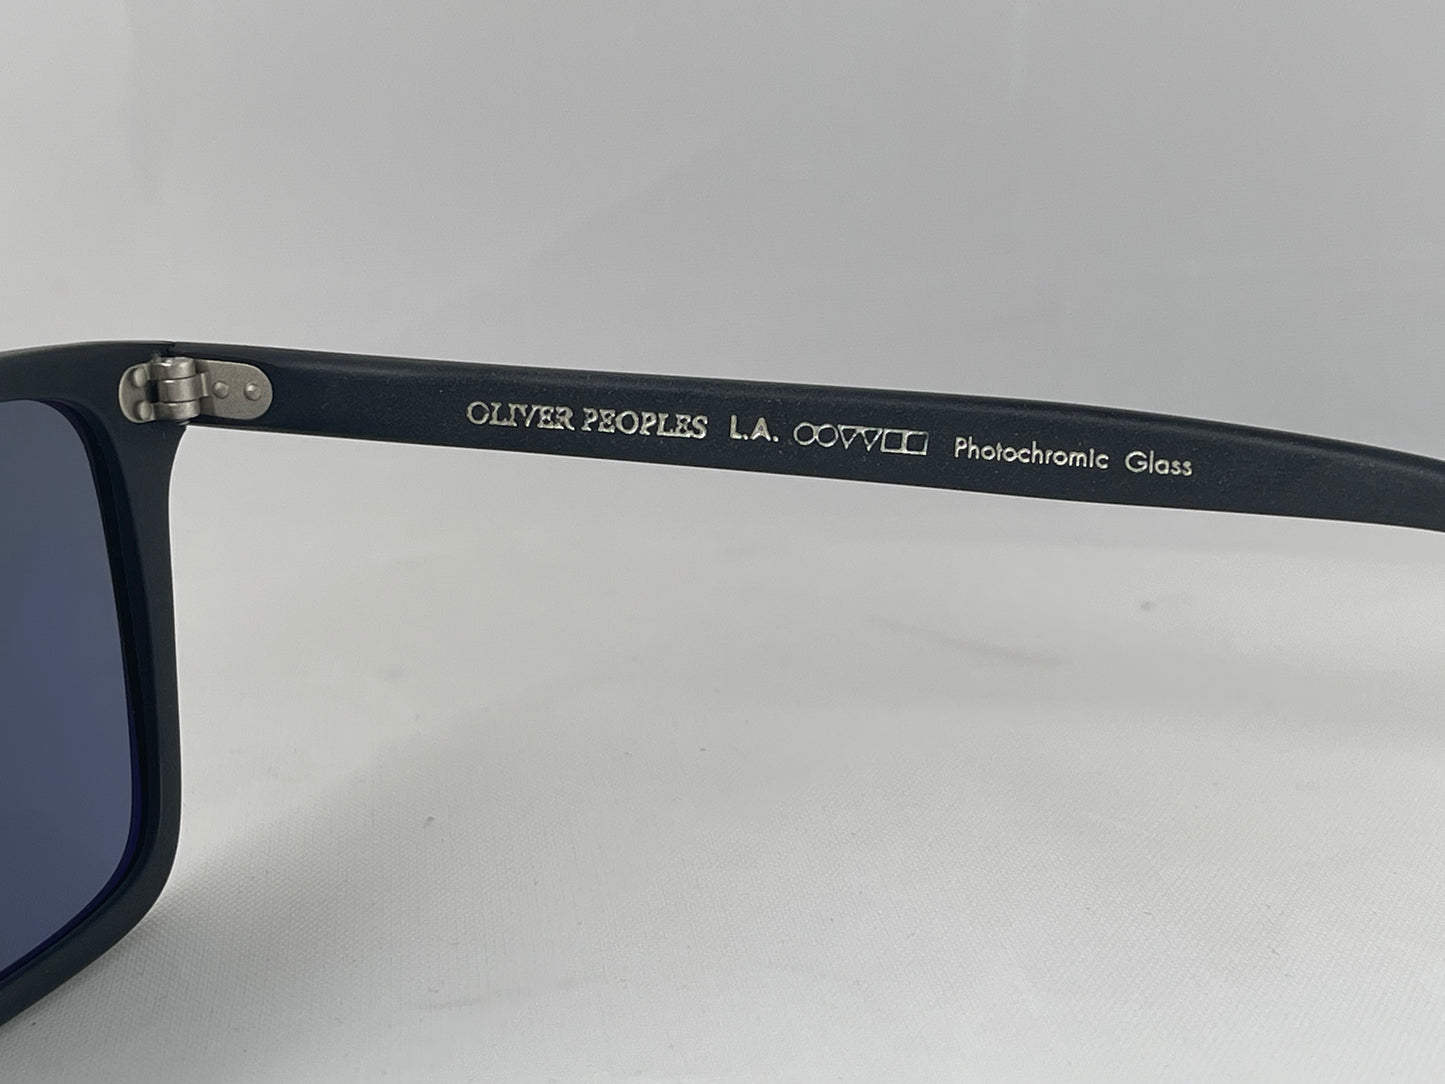 OLIVER PEOPLES L.A. ○○▽▽□□ Photochromic Glass